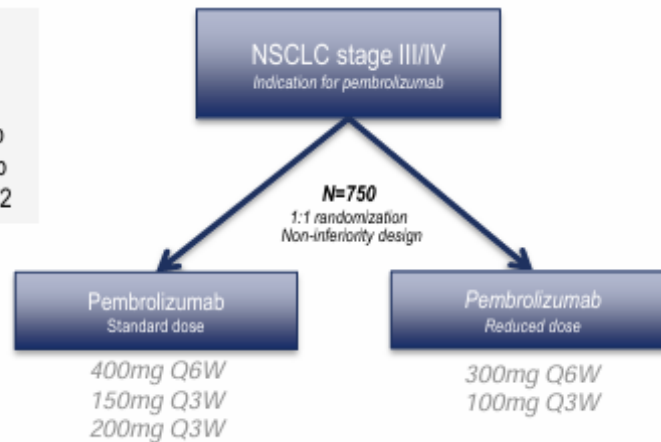 2
NSCLC stage III/IV
Indication for pembrolizumab
N=750
1:1 randomization
Non-inferiority design
Pembrolizumab
Standard dose
400mg Q6W
150mg Q3W
200mg Q3W
Pembrolizumab
Reduced dose
300mg Q6W
100mg Q3W